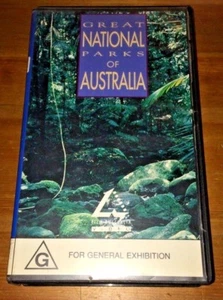 GREAT
NATIONAL
PARKS
OF
AUSTRALIA
G
FOR GENERAL EXHIBITION